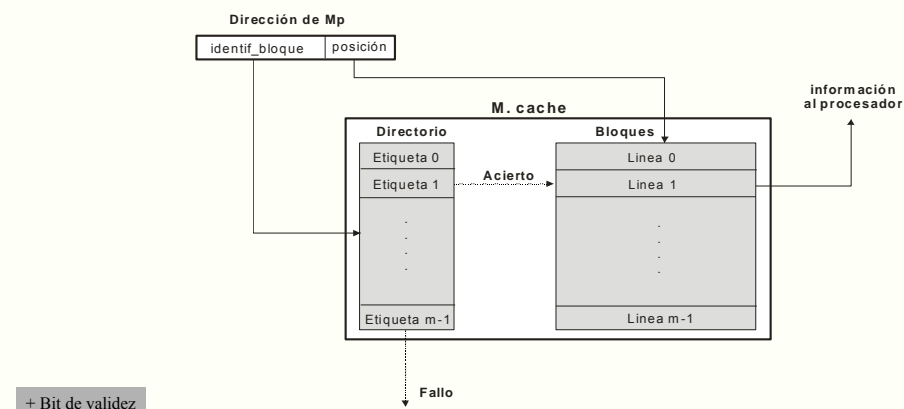 Dirección de Mp
identif_bloque posición
información
al procesador
M. cache
Directorio Bloques
Etiqueta 0 Linea 0
Etiqueta 1 Acierto Linea 1
Etiqueta m-1 Linea m-1
Fallo
+ Bit de validez